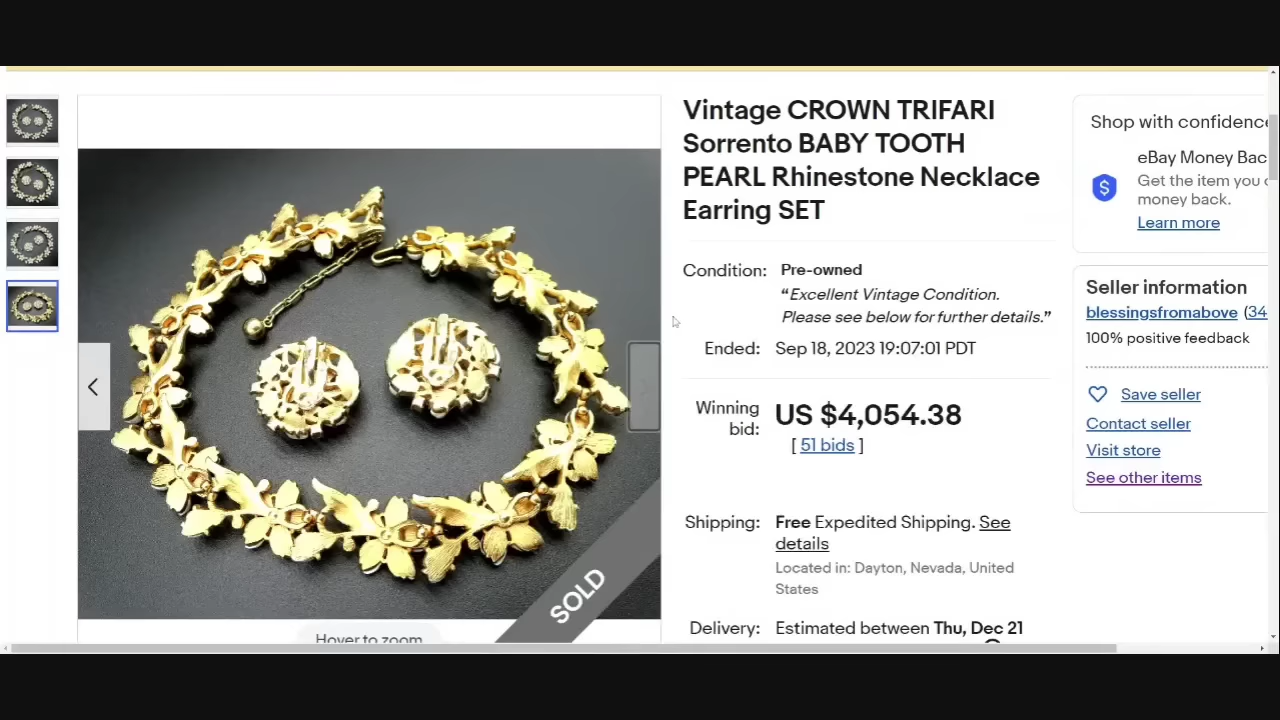 Vintage CROWN TRIFARI
Sorrento BABY TOOTH
PEARL Rhinestone Necklace
Earring SET
Condition: Pre-owned
“Excellent Vintage Condition.
Please see below for further details.”
Ended: Sep 18, 2023 19:07:01 PDT
Winning
bid:
US $4,054.38
[ 51 bids ]
Shipping: Free Expedited Shipping. See
details
Located in: Dayton, Nevada, United
States
Delivery: Estimated between Thu, Dec 21
SOLD
Hover to zoom
Shop with confidence
eBay Money Bac
Get the item you
money back.
Learn more
Seller information
blessingsfromabove (34
100% positive feedback
Save seller
Contact seller
Visit store
See other items